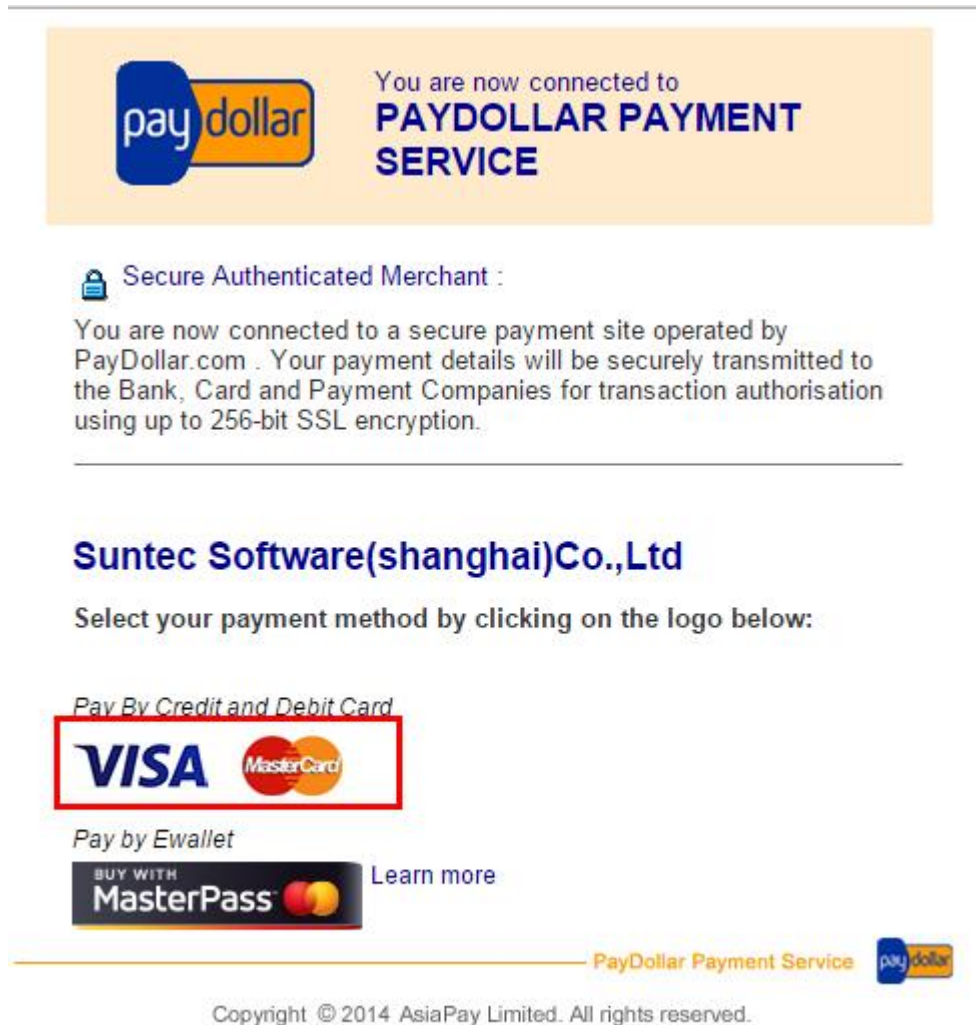 pay dollar
You are now connected to
PAYDOLLAR PAYMENT
SERVICE
Secure Authenticated Merchant :
You are now connected to a secure payment site operated by
PayDollar.com . Your payment details will be securely transmitted to
the Bank, Card and Payment Companies for transaction authorisation
using up to 256-bit SSL encryption.
Suntec Software(shanghai)Co.,Ltd
Select your payment method by clicking on the logo below:
Pay By Credit and Debit Card
VISA MasterCard
Pay by Ewallet
BUY WITH
MasterPass Learn more
PayDollar Payment Service pay dollar
Copyright © 2014 AsiaPay Limited. All rights reserved.